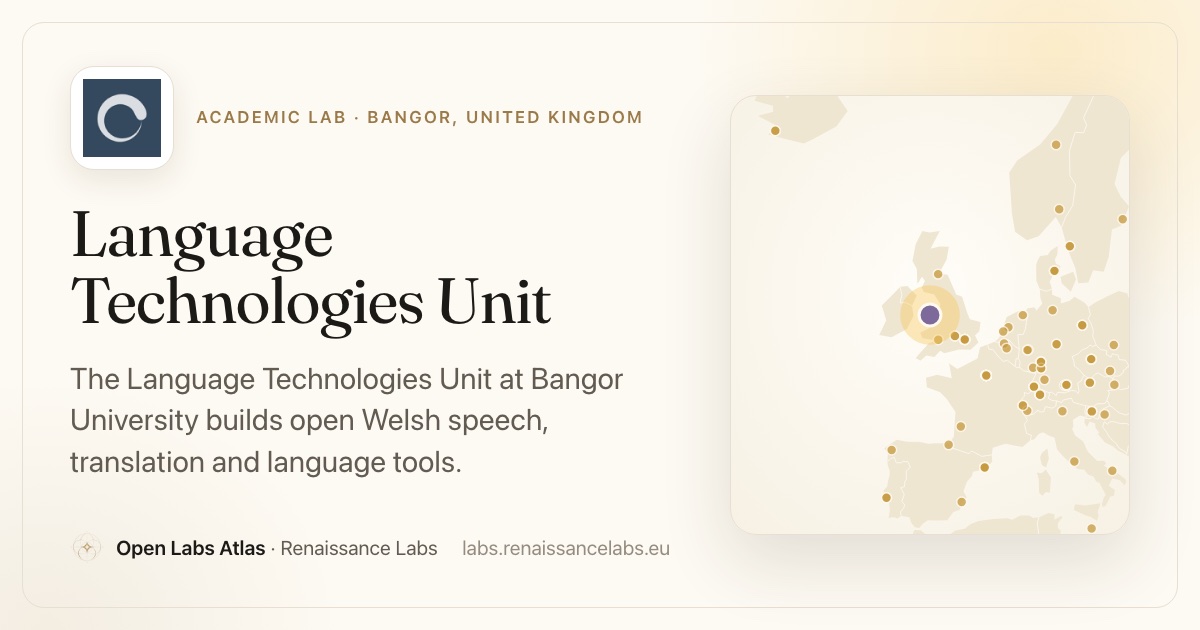 ACADEMIC LAB · BANGOR, UNITED KINGDOM
Language
Technologies Unit
The Language Technologies Unit at Bangor
University builds open Welsh speech,
translation and language tools.
Open Labs Atlas · Renaissance Labs labs.renaissancelabs.eu